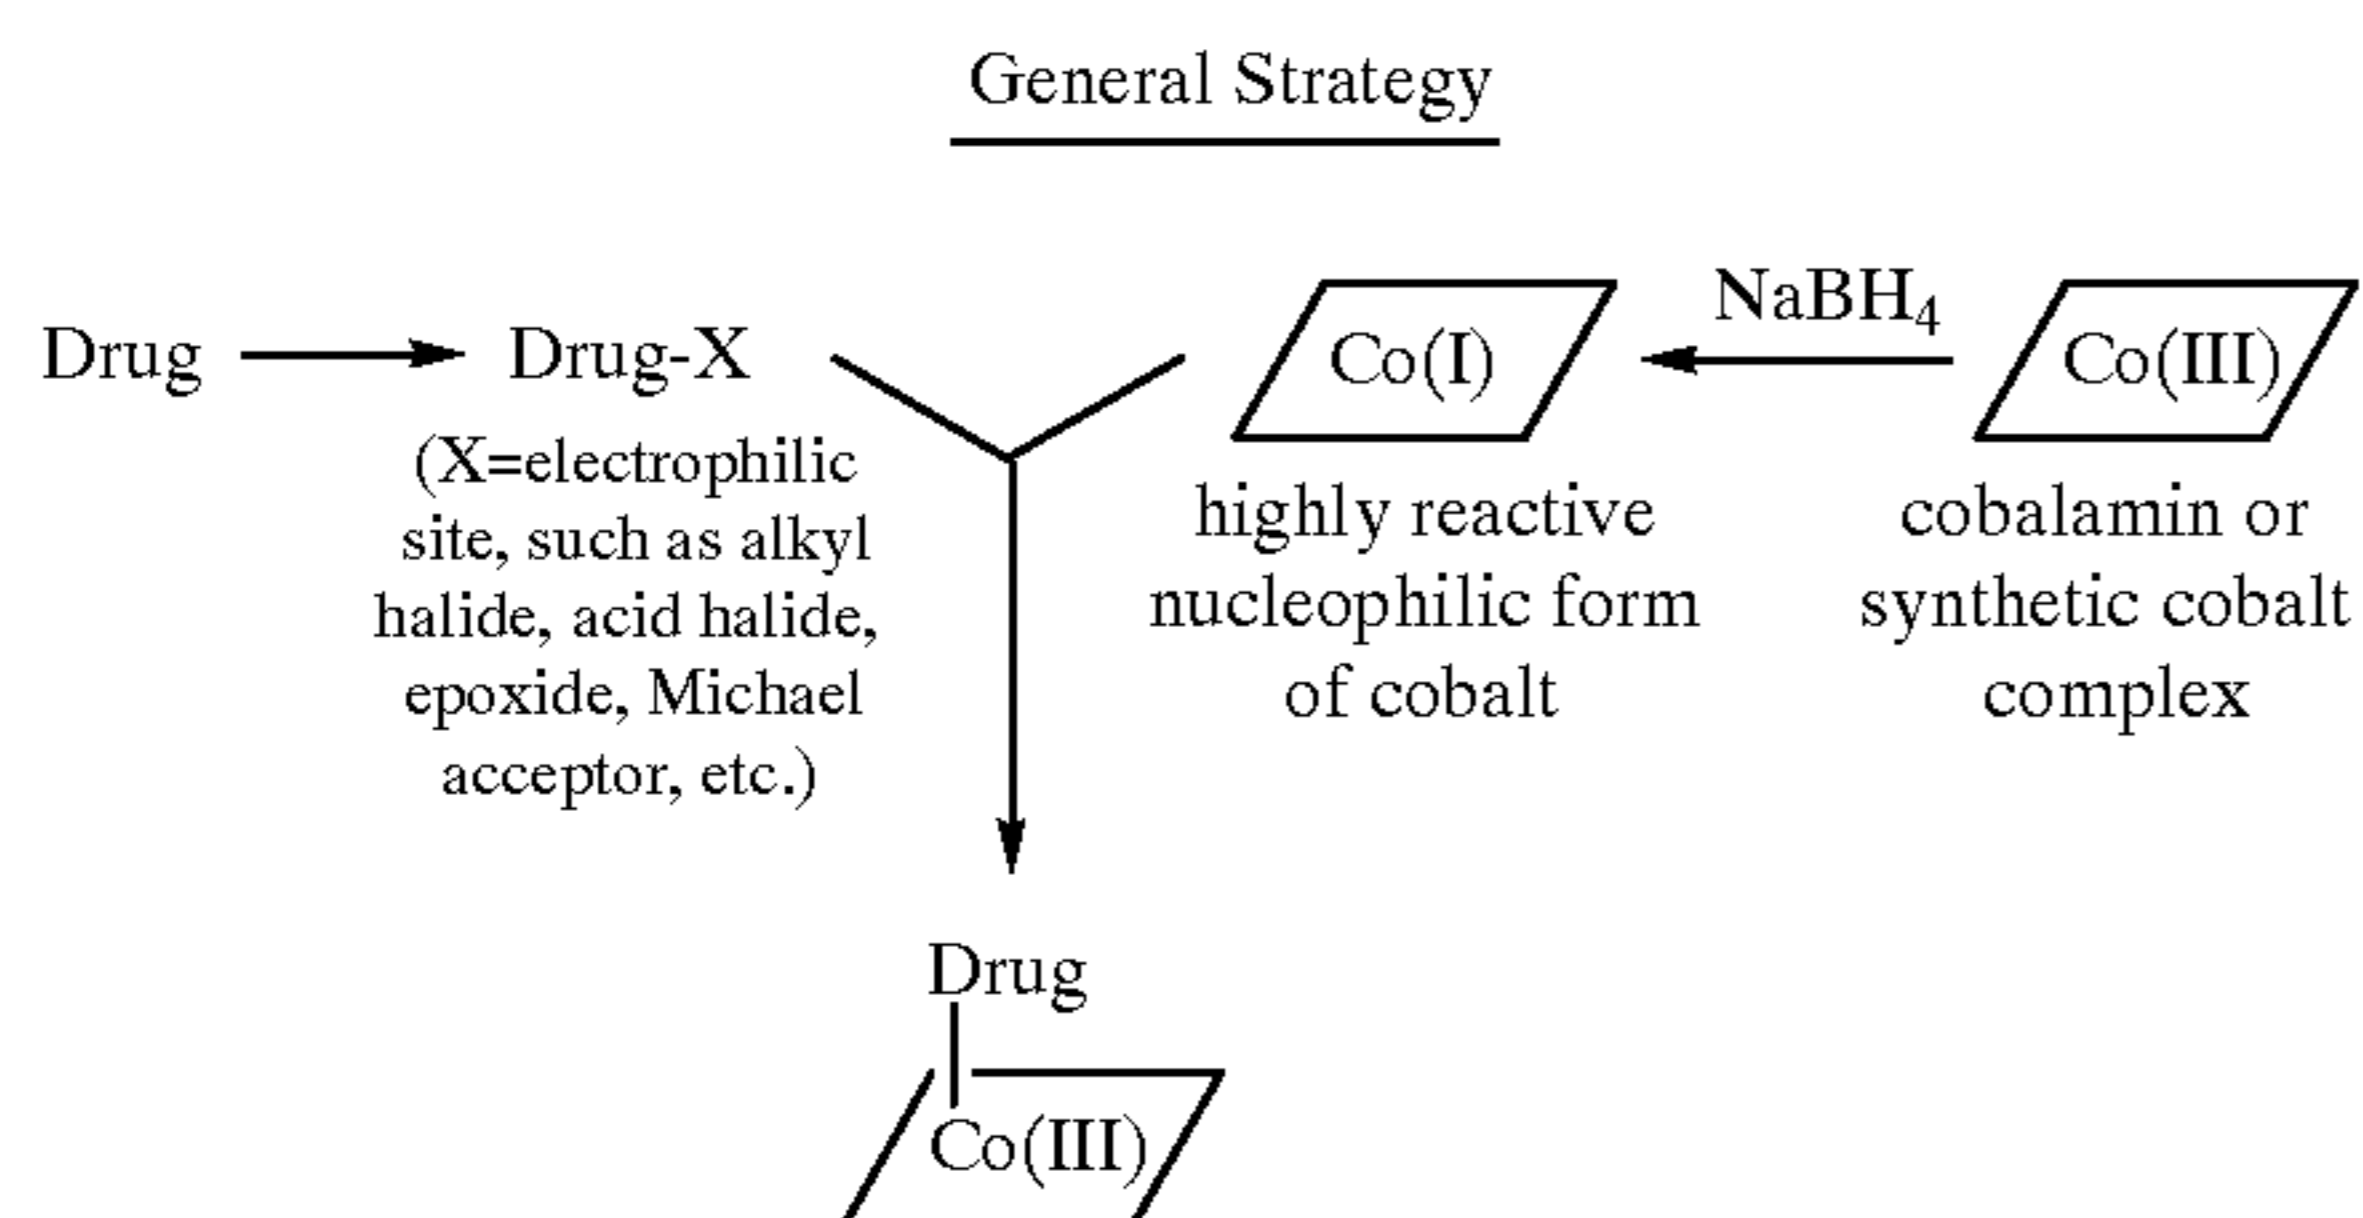 General Strategy
Drug
Drug-X
Co(I)
NaBH4
Co(III)
(X=electrophilic
site, such as alkyl
halide, acid halide,
epoxide, Michael
acceptor, etc.)
highly reactive
nucleophilic form
of cobalt
cobalamin or
synthetic cobalt
complex
Drug
Co(III)